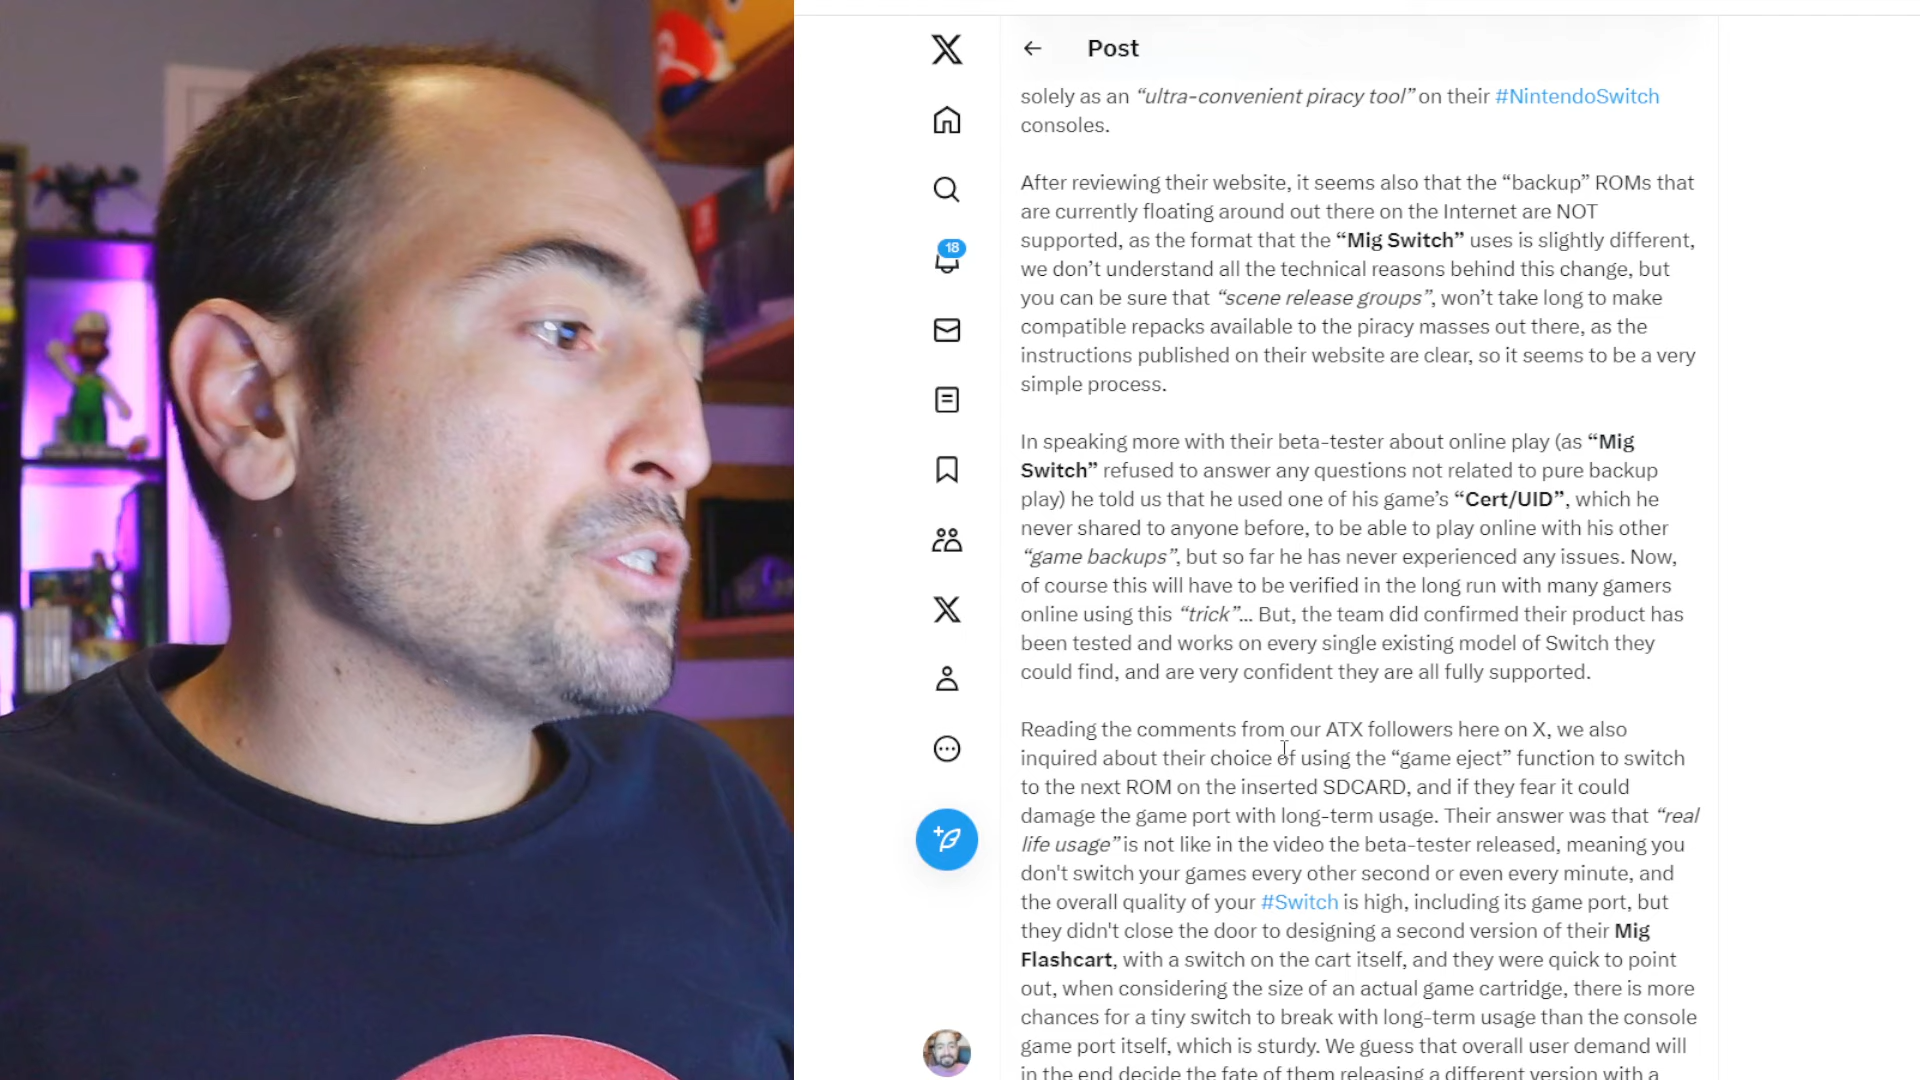 Post
solely as an “ultra-convenient piracy tool” on their #NintendoSwitch
consoles.
After reviewing their website, it seems also that the “backup” ROMs that
are currently floating around out there on the Internet are NOT
supported, as the format that the “Mig Switch” uses is slightly different,
we don’t understand all the technical reasons behind this change, but
you can be sure that “scene release groups”, won’t take long to make
compatible repacks available to the piracy masses out there, as the
instructions published on their website are clear, so it seems to be a very
simple process.
In speaking more with their beta-tester about online play (as “Mig
Switch” refused to answer any questions not related to pure backup
play) he told us that he used one of his game’s “Cert/UID”, which he
never shared to anyone before, to be able to play online with his other
“game backups”, but so far he has never experienced any issues. Now,
of course this will have to be verified in the long run with many gamers
online using this “trick”... But, the team did confirmed their product has
been tested and works on every single existing model of Switch they
could find, and are very confident they are all fully supported.
Reading the comments from our ATX followers here on X, we also
inquired about their choice of using the “game eject” function to switch
to the next ROM on the inserted SDCARD, and if they fear it could
damage the game port with long-term usage. Their answer was that “real
life usage” is not like in the video the beta-tester released, meaning you
don't switch your games every other second or even every minute, and
the overall quality of your #Switch is high, including its game port, but
they didn't close the door to designing a second version of their Mig
Flashcart, with a switch on the cart itself, and they were quick to point
out, when considering the size of an actual game cartridge, there is more
chances for a tiny switch to break with long-term usage than the console
game port itself, which is sturdy. We guess that overall user demand will
in the end decide the fate of them releasing a different version with a
18